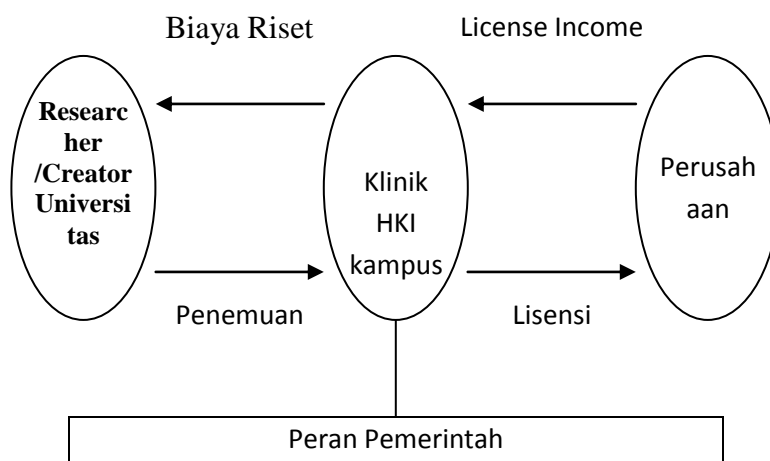 Biaya Riset
License Income
Researc
her
/Creator
Universi
tas
Klinik
HKI
kampus
Perusah
aan
Penemuan
Lisensi
Peran Pemerintah